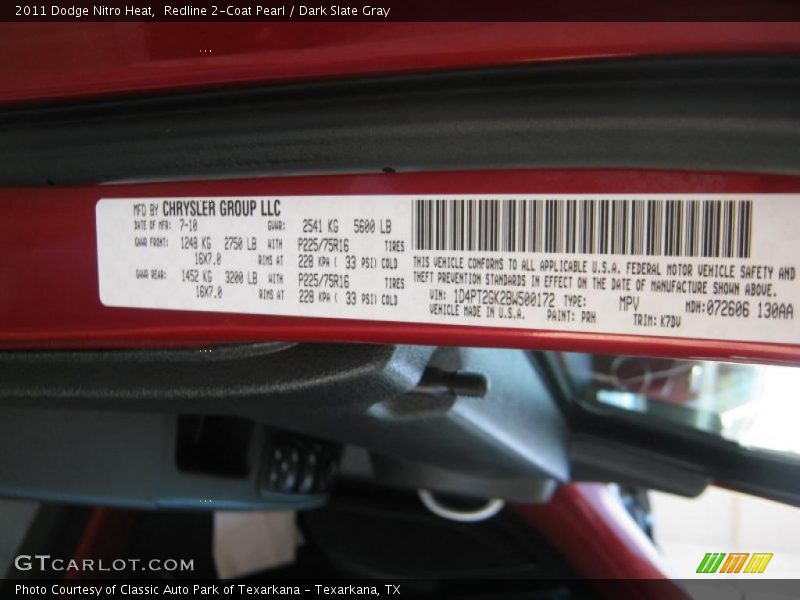 2011 Dodge Nitro Heat,  Redline 2-Coat Pearl / Dark Slate Gray
MFD BY CHRYSLER GROUP LLC
DATE OF MFR: 7-10 GVWR: 2541 KG 5600 LB
GAWR FRONT: 1248 KG 2750 LB WITH P225/75R16 TIRES
16X7.0 RIMS AT 228 KPA ( 33 PSI) COLD
GAWR REAR: 1452 KG 3200 LB WITH P225/75R16 TIRES
16X7.0 RIMS AT 228 KPA ( 33 PSI) COLD
THIS VEHICLE CONFORMS TO ALL APPLICABLE U.S.A. FEDERAL MOTOR VEHICLE SAFETY AND
THEFT PREVENTION STANDARDS IN EFFECT ON THE DATE OF MANUFACTURE SHOWN ABOVE.
VIN: 1D4PT2GK2BW500172 TYPE: MPV MDH: 072606 130AA
VEHICLE MADE IN U.S.A. PAINT: PRH TRIM: K7DV
GTCARLOT.COM
Photo Courtesy of Classic Auto Park of Texarkana - Texarkana, TX